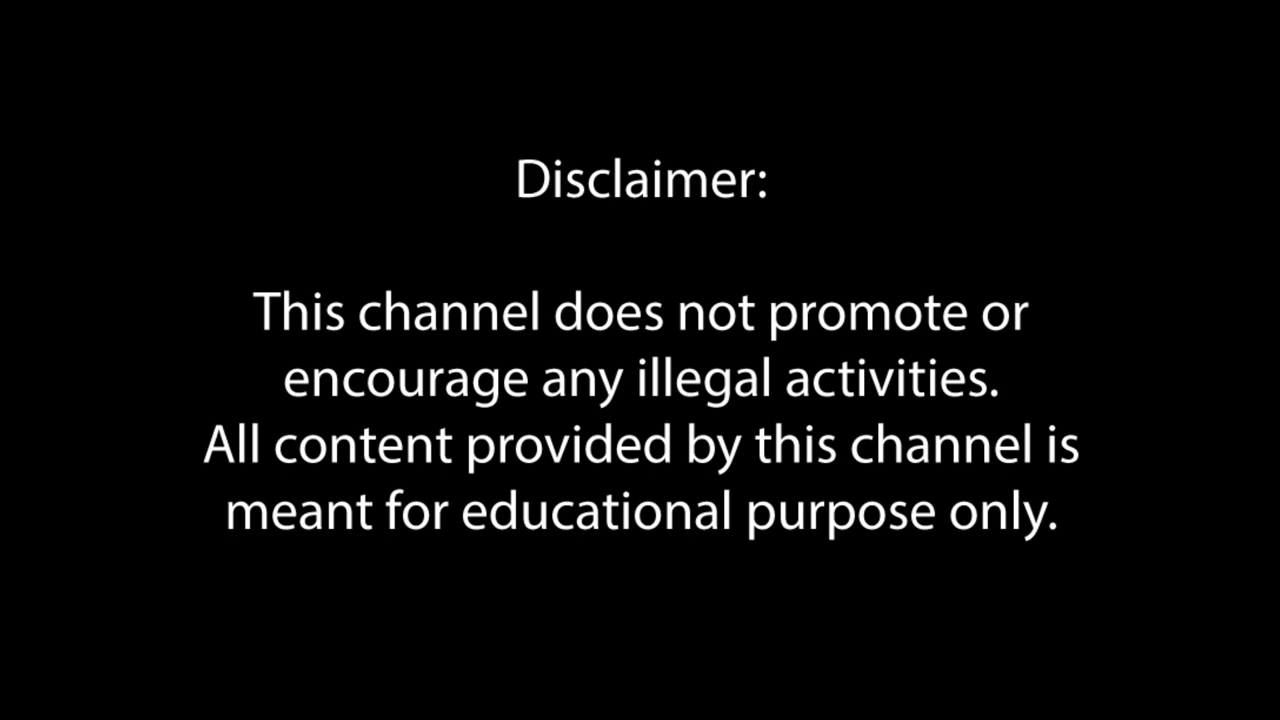 Disclaimer:
This channel does not promote or
encourage any illegal activities.
All content provided by this channel is
meant for educational purpose only.